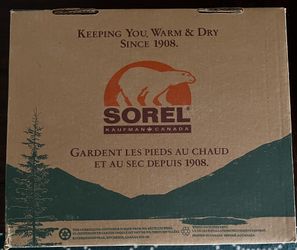 KEEPING YOU, WARM & DRY
SINCE 1908.
SOREL
KAUFMAN CANADA
GARDENT LES PIEDS AU CHAUD
ET AU SEC DEPUIS 1908.